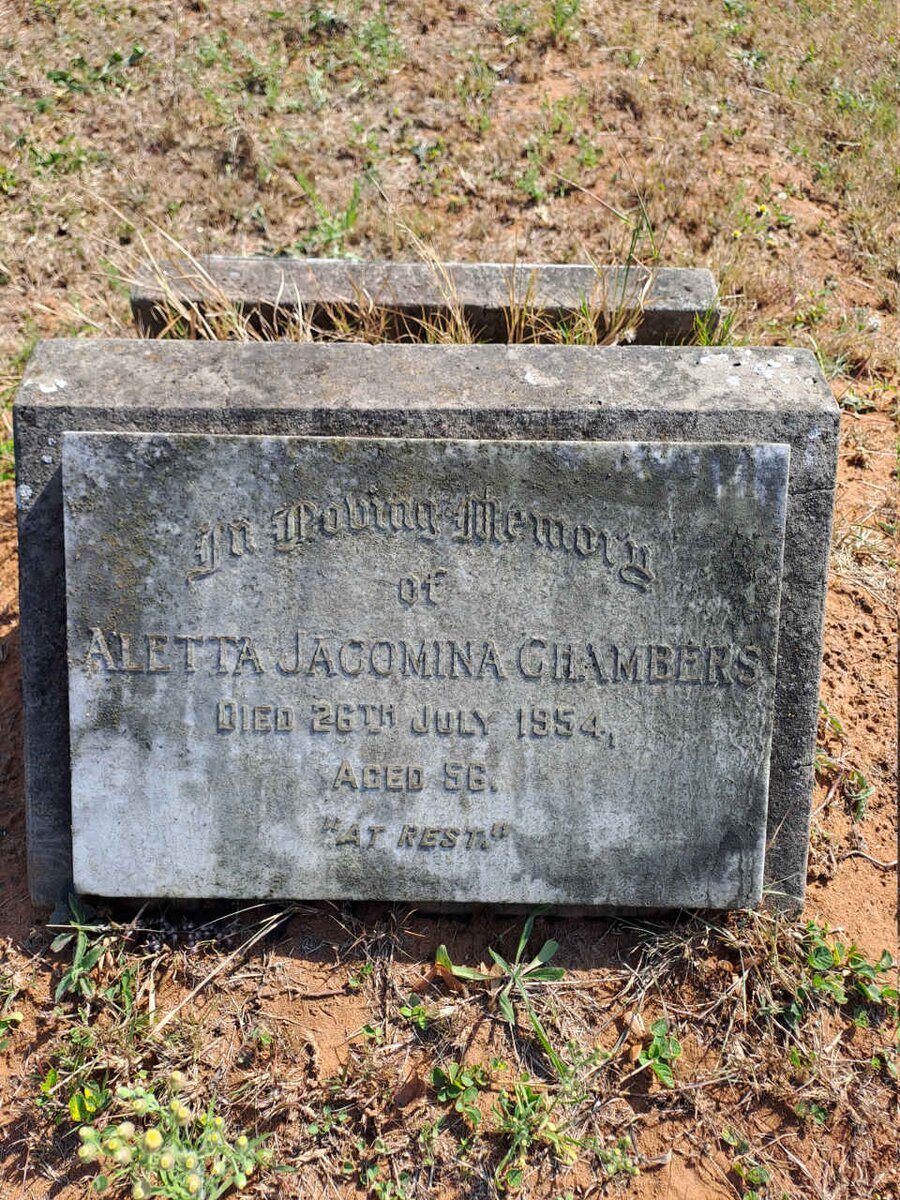 In Loving Memory
of
ALETTA JACOMINA CHAMBERS
DIED 26TH JULY 1954,
AGED 56.
"AT REST."